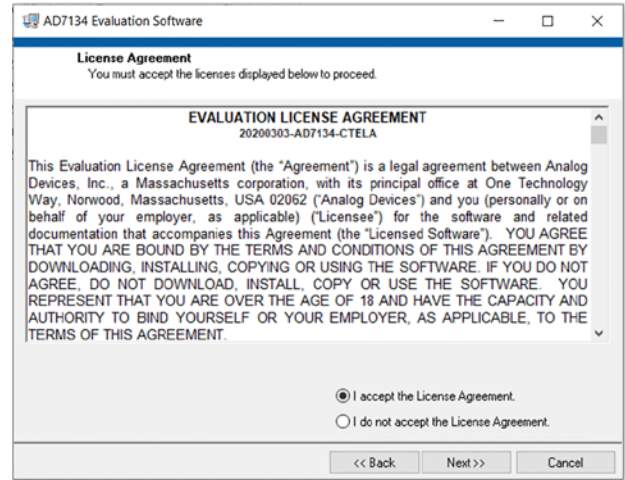 AD7134 Evaluation Software
License Agreement
You must accept the licenses displayed below to proceed.
EVALUATION LICENSE AGREEMENT
20200303-AD7134-CTELA
This Evaluation License Agreement (the “Agreement”) is a legal agreement between Analog
Devices, Inc., a Massachusetts corporation, with its principal office at One Technology
Way, Norwood, Massachusetts, USA 02062 (“Analog Devices”) and you (personally or on
behalf of your employer, as applicable) (“Licensee”) for the software and related
documentation that accompanies this Agreement (the “Licensed Software”). YOU AGREE
THAT YOU ARE BOUND BY THE TERMS AND CONDITIONS OF THIS AGREEMENT BY
DOWNLOADING, INSTALLING, COPYING OR USING THE SOFTWARE. IF YOU DO NOT
AGREE, DO NOT DOWNLOAD, INSTALL, COPY OR USE THE SOFTWARE. YOU
REPRESENT THAT YOU ARE OVER THE AGE OF 18 AND HAVE THE CAPACITY AND
AUTHORITY TO BIND YOURSELF OR YOUR EMPLOYER, AS APPLICABLE, TO THE
TERMS OF THIS AGREEMENT.
I accept the License Agreement.
I do not accept the License Agreement.
<< Back Next >> Cancel